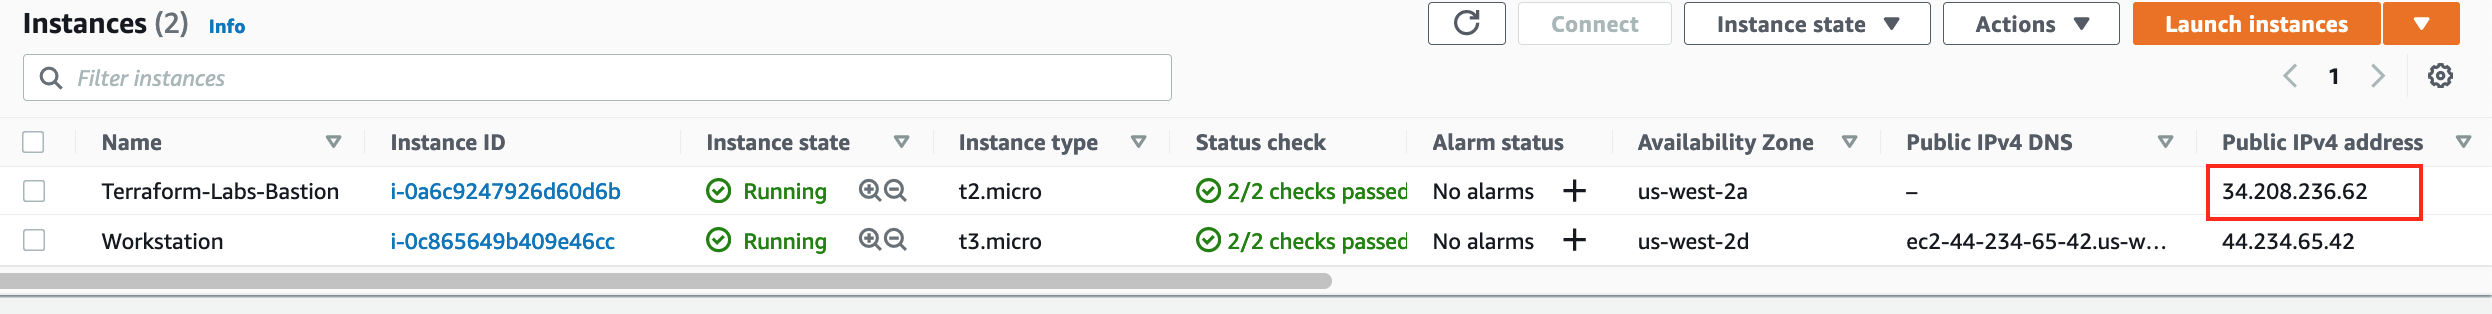 Instances (2) Info Connect Instance state Actions Launch instances
Filter instances 1
Name Instance ID Instance state Instance type Status check Alarm status Availability Zone Public IPv4 DNS Public IPv4 address
Terraform-Labs-Bastion i-0a6c9247926d60d6b Running t2.micro 2/2 checks passed No alarms + us-west-2a – 34.208.236.62
Workstation i-0c865649b409e46cc Running t3.micro 2/2 checks passed No alarms + us-west-2d ec2-44-234-65-42.us-w... 44.234.65.42